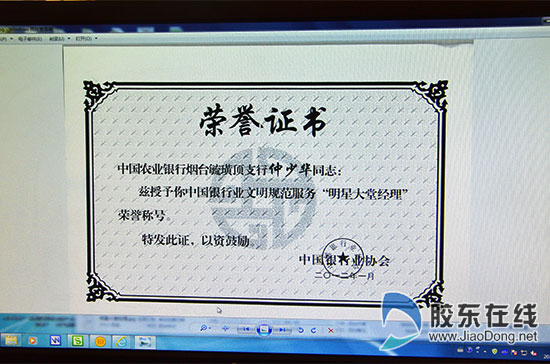 荣誉证书
中国农业银行烟台毓璜顶支行仲少华同志：
兹授予你中国银行业文明规范服务“明星大堂经理”
荣誉称号。
特发此证，以资鼓励
中国银行业协会
二〇一二年一月
胶东在线
www.JiaoDong.net